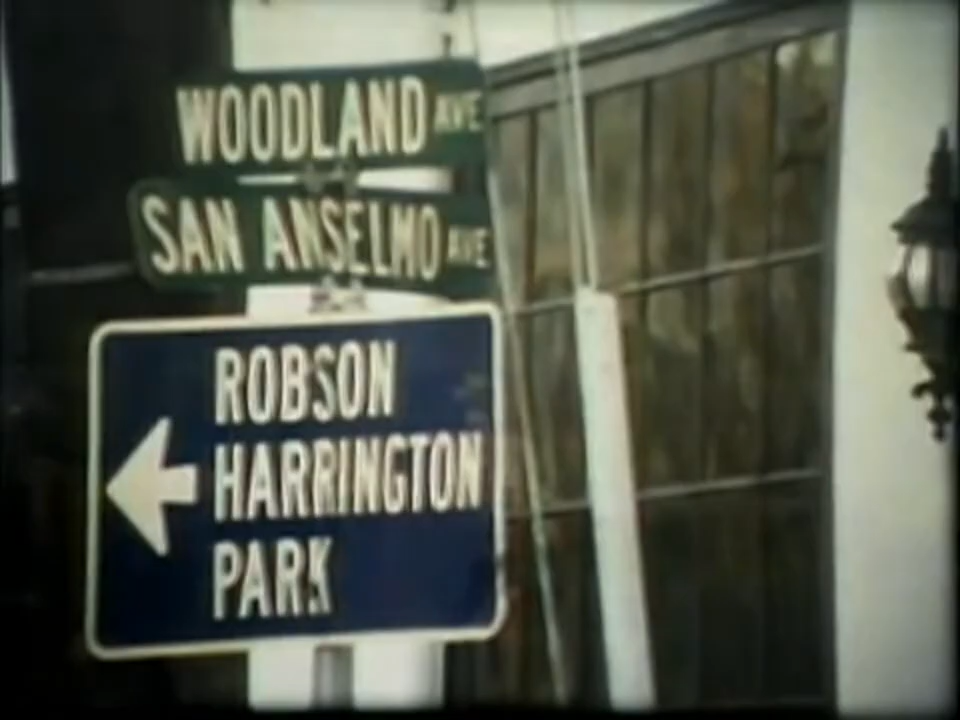 WOODLAND AVE
SAN ANSELMO AVE
ROBSON
HARRINGTON
PARK